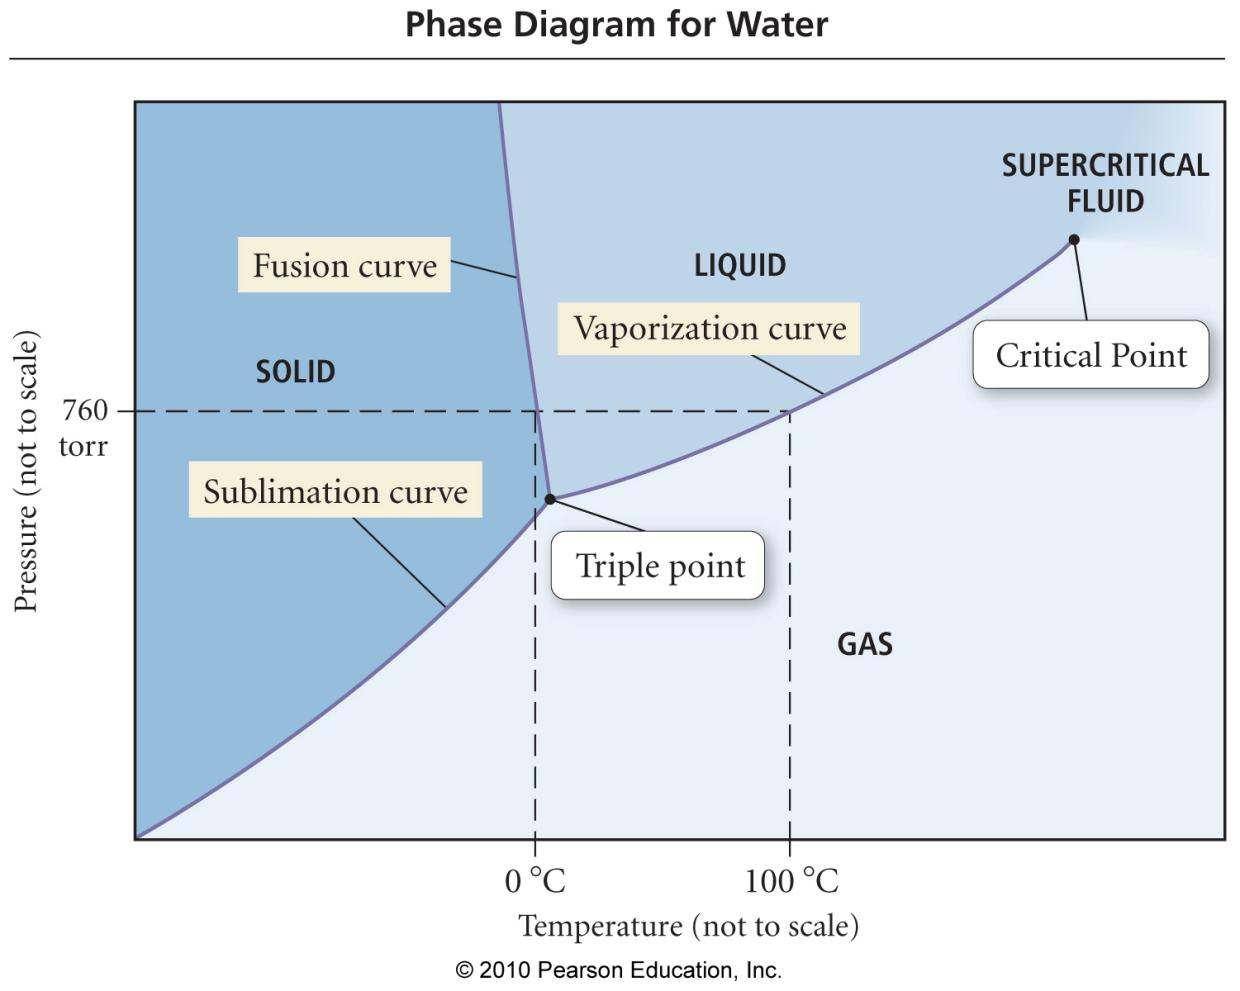 Phase Diagram for Water
SUPERCRITICAL
FLUID
Fusion curve
LIQUID
Vaporization curve
Critical Point
SOLID
760
torr
Sublimation curve
Triple point
GAS
Pressure (not to scale)
0 °C
100 °C
Temperature (not to scale)
© 2010 Pearson Education, Inc.